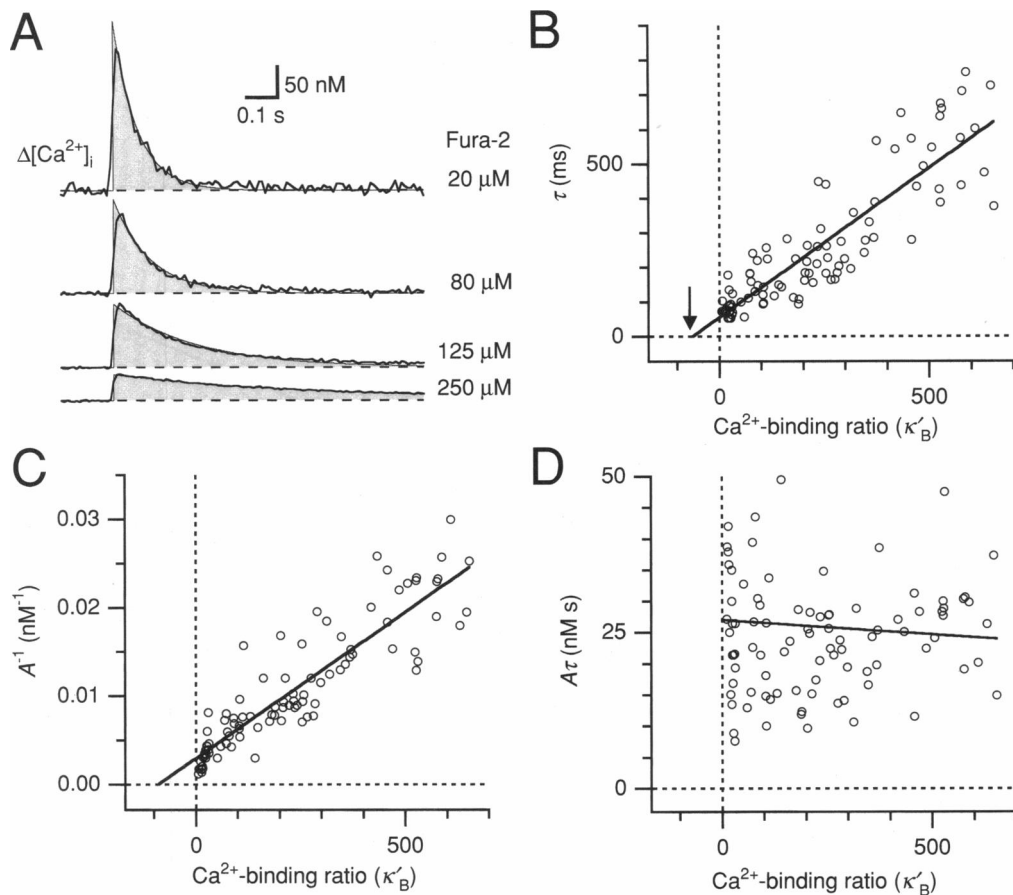 A
50 nM
0.1 s
Δ[Ca²⁺]ᵢ
Fura-2
20 μM
80 μM
125 μM
250 μM
B
τ (ms)
500
0
0
500
Ca²⁺-binding ratio (κ′B)
C
A⁻¹ (nM⁻¹)
0.03
0.02
0.01
0.00
0
500
Ca²⁺-binding ratio (κ′B)
D
Aτ (nM s)
50
25
0
0
500
Ca²⁺-binding ratio (κ′B)